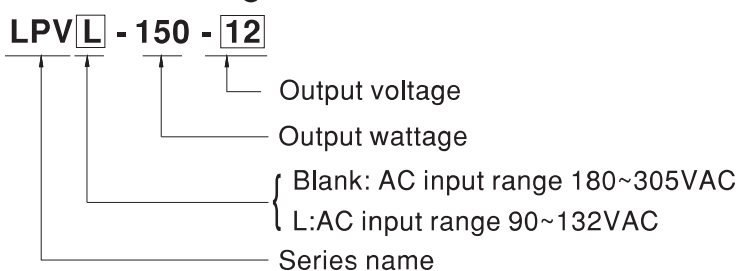 LPV L - 150 - 12
Output voltage
Output wattage
Blank: AC input range 180~305VAC
L:AC input range 90~132VAC
Series name